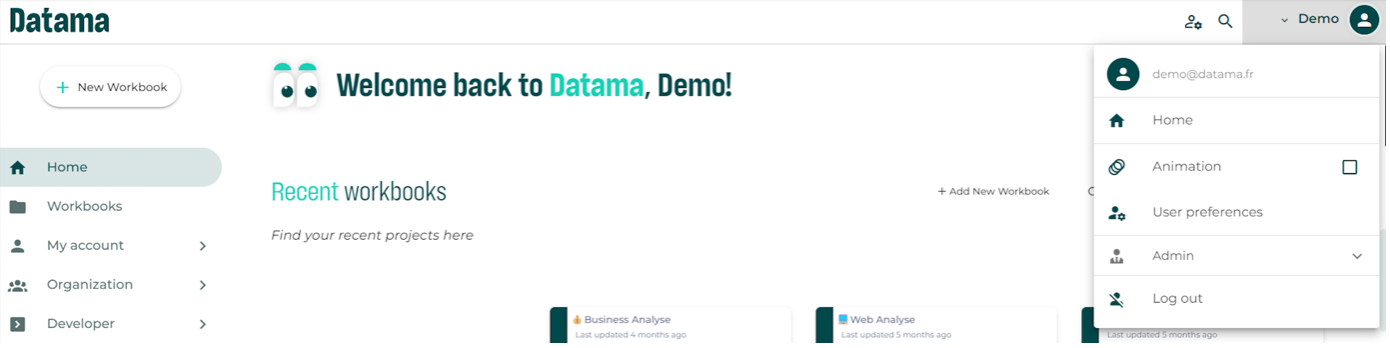 Datama
Demo
demo@datama.fr
New Workbook
Welcome back to Datama, Demo!
Home
Home
Animation
Workbooks
Recent workbooks
+ Add New Workbook
User preferences
My account
Find your recent projects here
Admin
Organization
Log out
Developer
Business Analyse
Last updated 4 months ago
Web Analyse
Last updated 5 months ago
Last updated 5 months ago